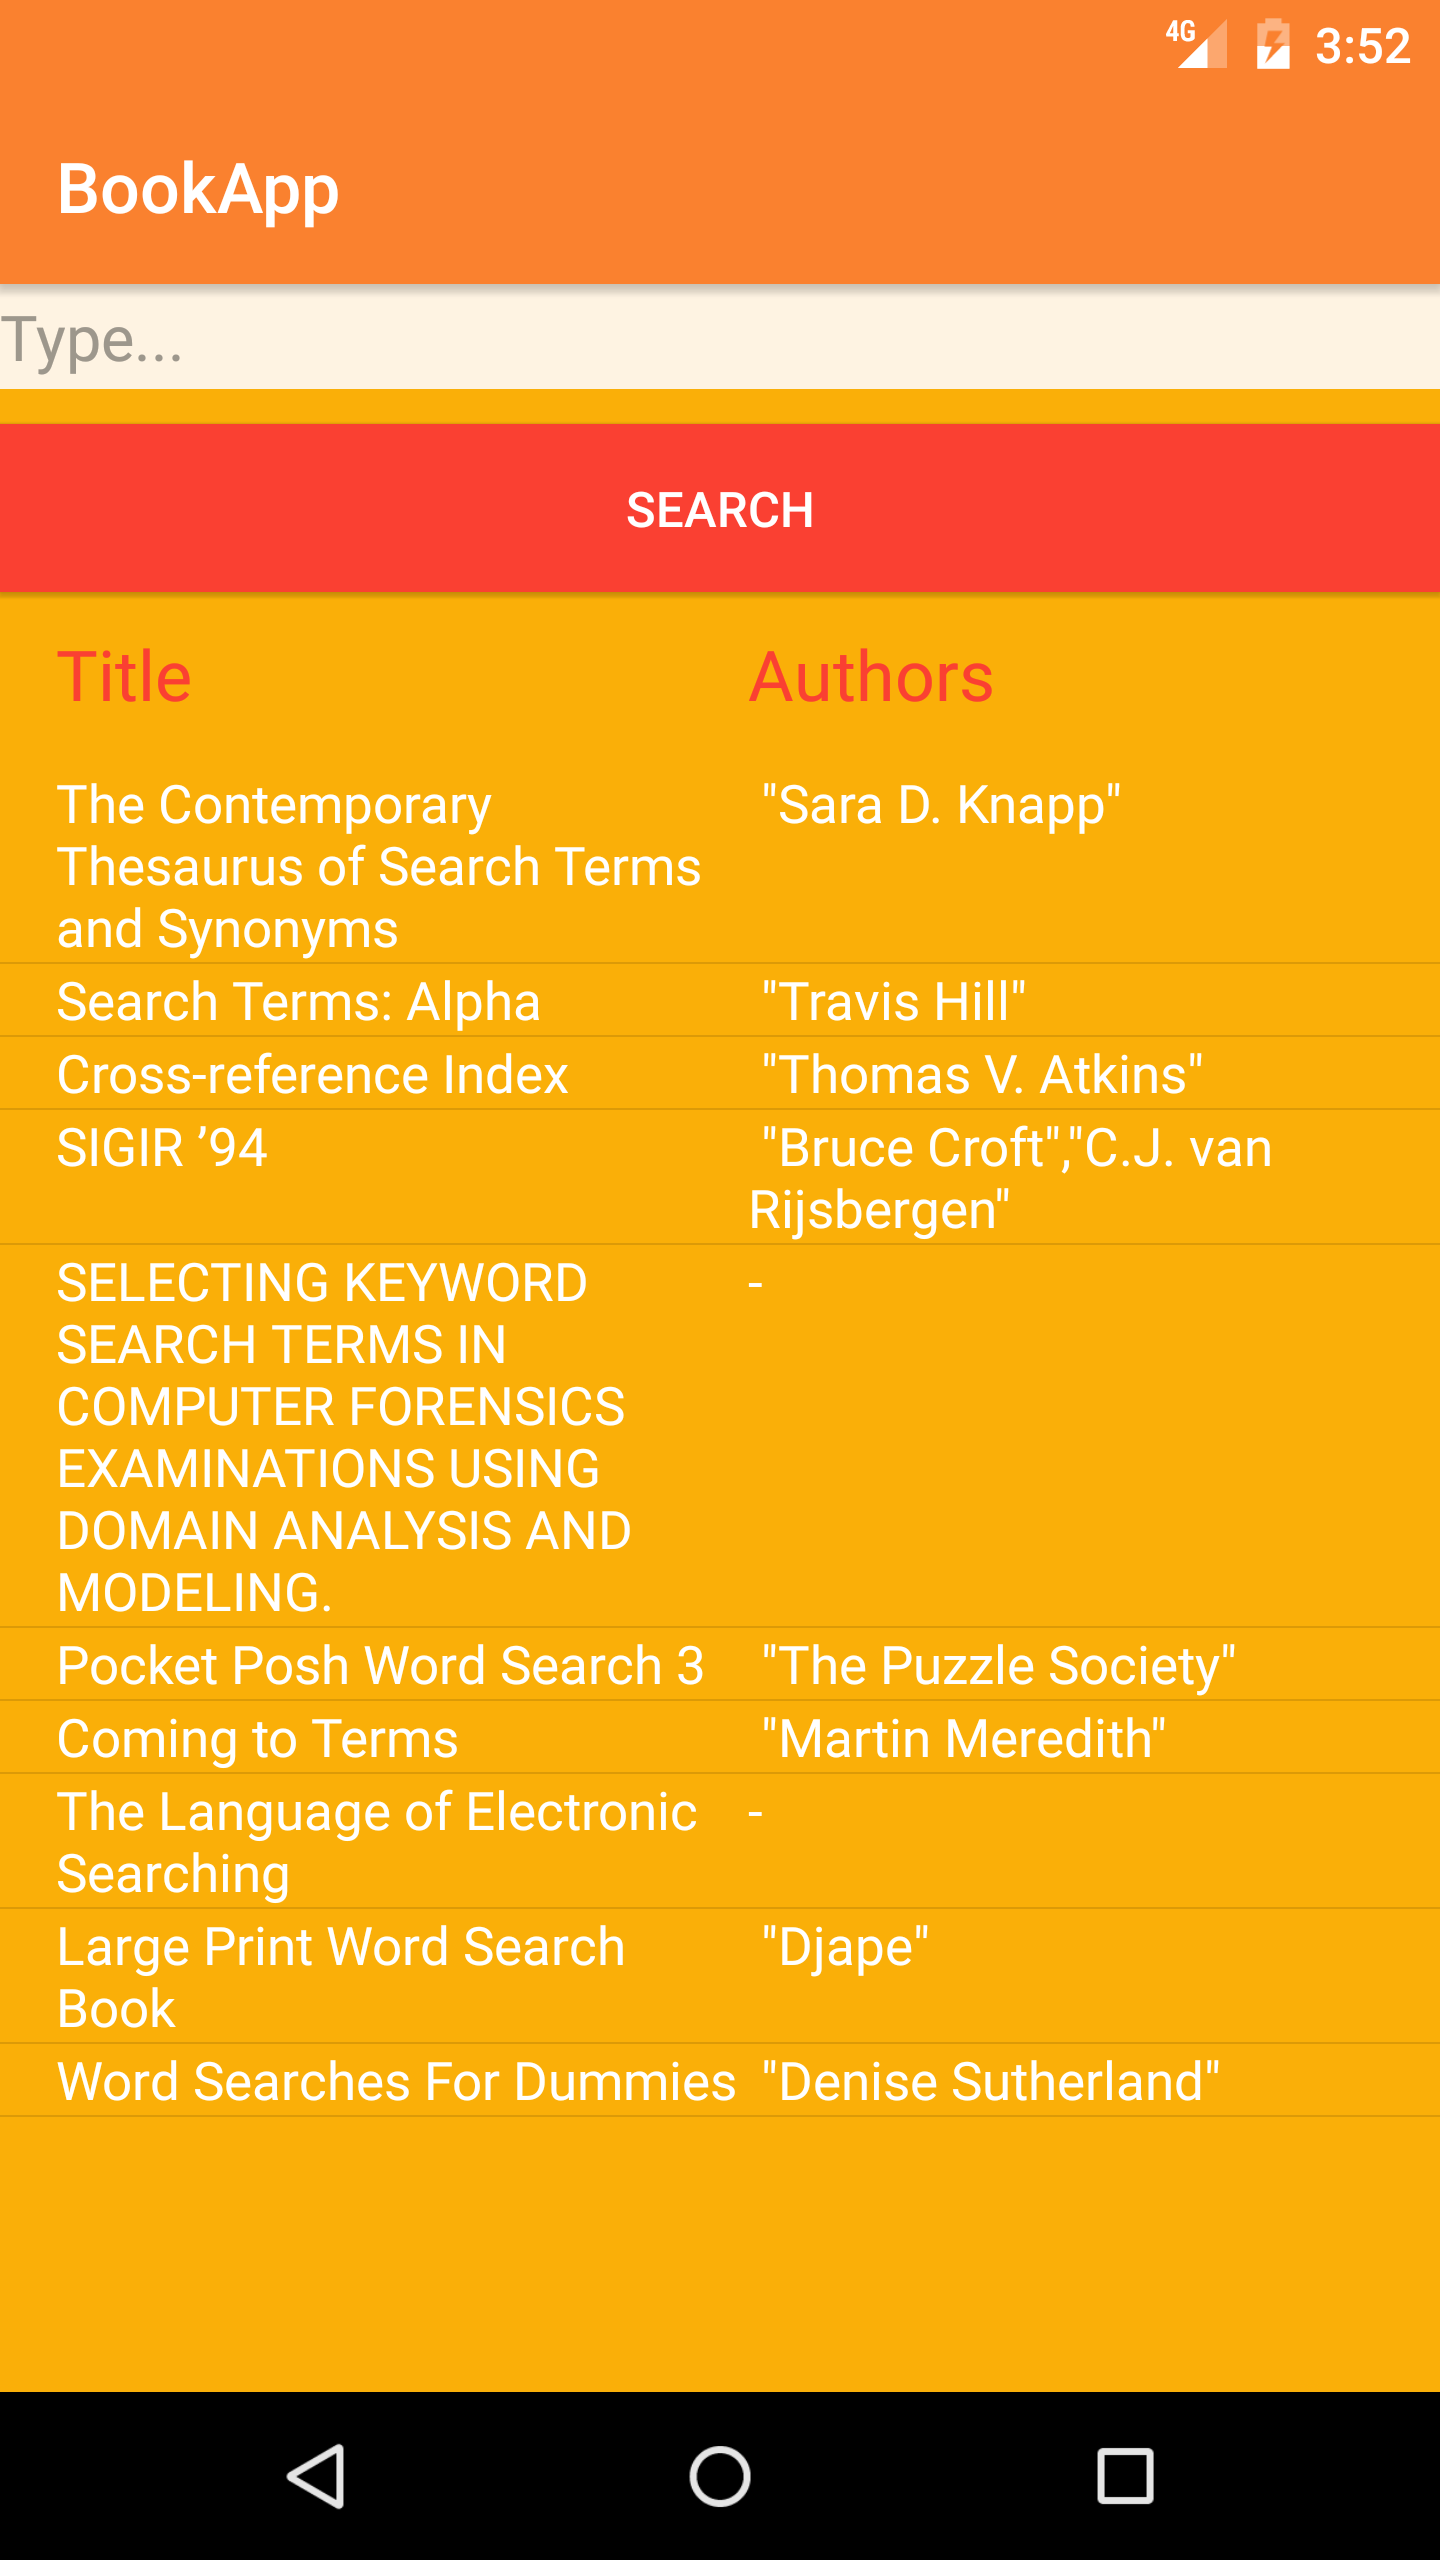 4G 3:52
BookApp
Type...
SEARCH
Title Authors
The Contemporary "Sara D. Knapp"
Thesaurus of Search Terms
and Synonyms
Search Terms: Alpha "Travis Hill"
Cross-reference Index "Thomas V. Atkins"
SIGIR ’94 "Bruce Croft","C.J. van
Rijsbergen"
SELECTING KEYWORD -
SEARCH TERMS IN
COMPUTER FORENSICS
EXAMINATIONS USING
DOMAIN ANALYSIS AND
MODELING.
Pocket Posh Word Search 3 "The Puzzle Society"
Coming to Terms "Martin Meredith"
The Language of Electronic -
Searching
Large Print Word Search "Djape"
Book
Word Searches For Dummies "Denise Sutherland"